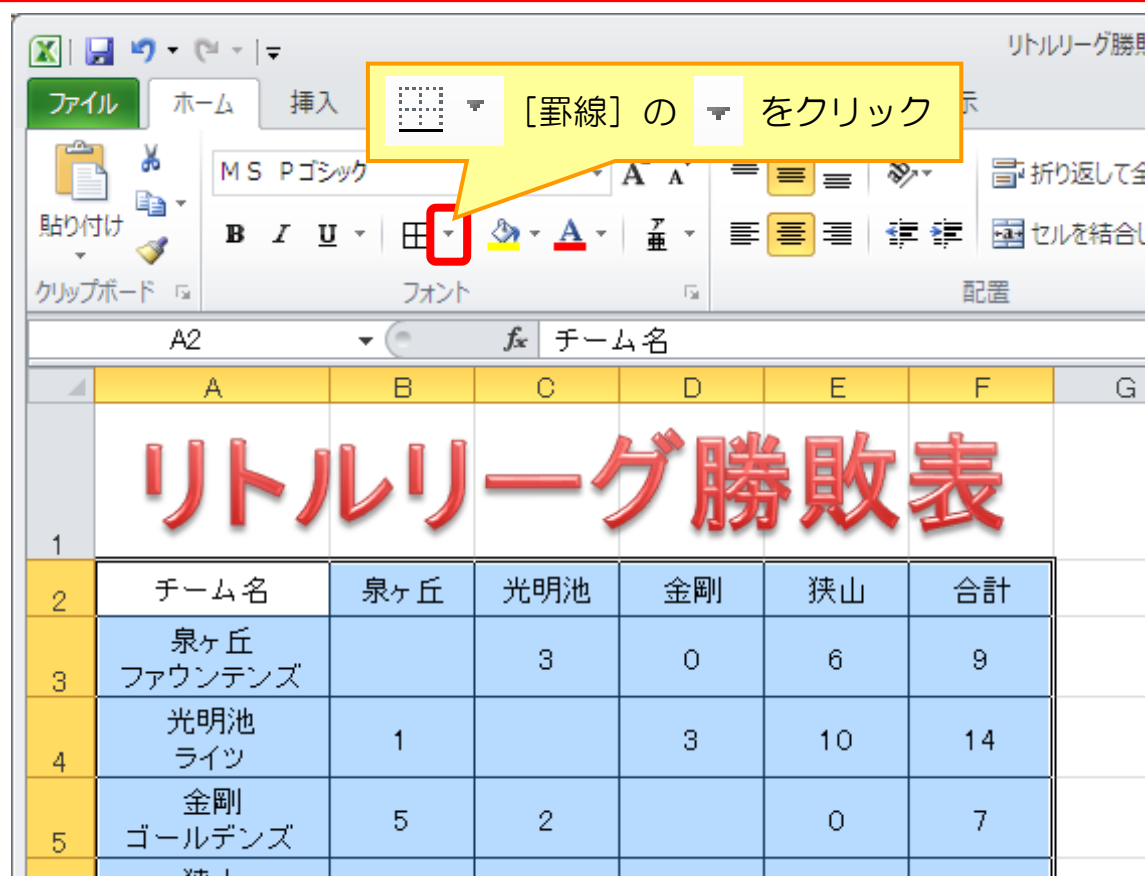 リトルリーグ勝敗
ファイル ホーム 挿入 示
［罫線］の をクリック
ＭＳ Ｐゴシック A A 折り返して全
貼り付け B I U A ア亜 セルを結合し
クリップボード フォント 配置
A2 fx チーム名
A B C D E F G
1 リトルリーグ勝敗表
2 チーム名 泉ヶ丘 光明池 金剛 狭山 合計
泉ヶ丘
3 ファウンテンズ 3 0 6 9
光明池
4 ライツ 1 3 10 14
金剛
5 ゴールデンズ 5 2 0 7